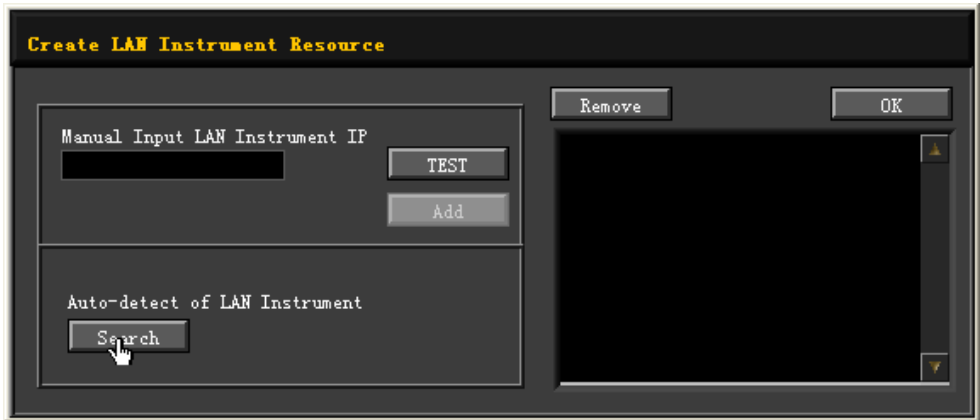 Create LAN Instrument Resource
Manual Input LAN Instrument IP
TEST
Add
Auto-detect of LAN Instrument
Search
Remove
OK